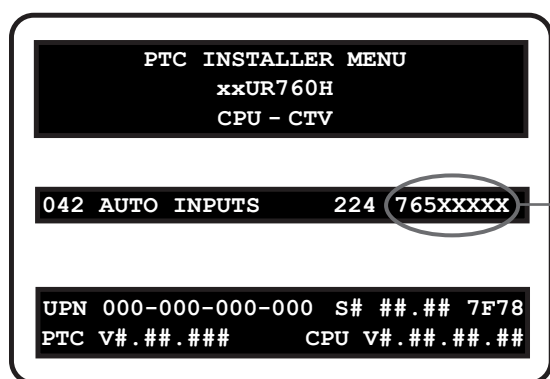 PTC INSTALLER MENU
xxUR760H
CPU – CTV
042 AUTO INPUTS 224 765XXXXX
UPN 000-000-000-000 S# ##.## 7F78
PTC V#.##.### CPU V#.##.##.##